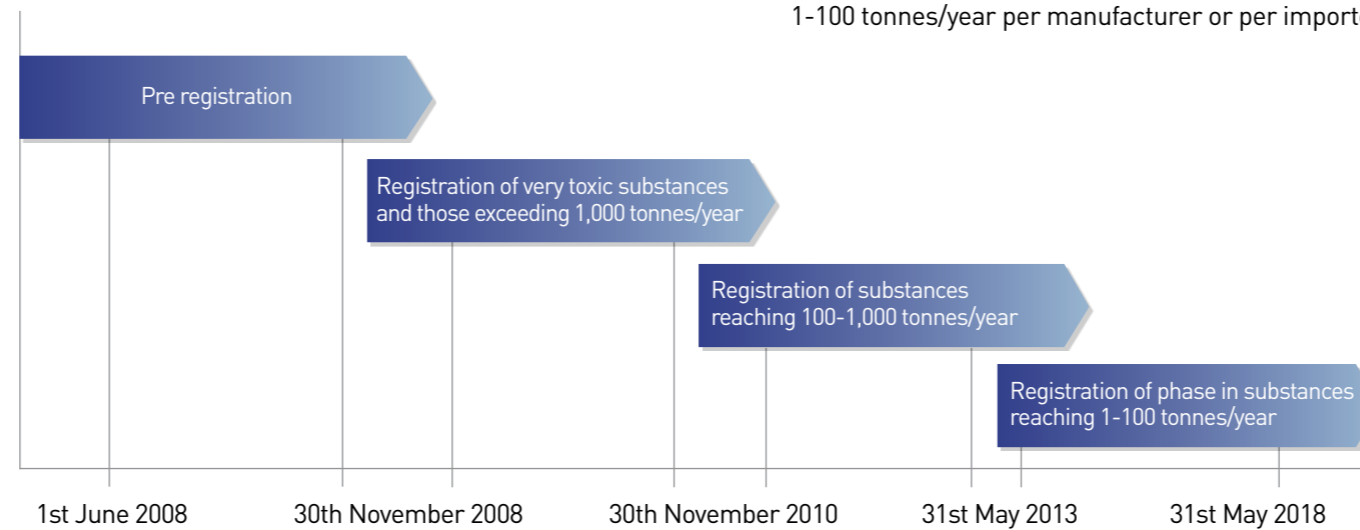 1-100 tonnes/year per manufacturer or per
Pre registration
Registration of very toxic substances
and those exceeding 1,000 tonnes/year
Registration of substances
reaching 100-1,000 tonnes/year
Registration of phase in substances
reaching 1-100 tonnes/year
1st June 2008
30th November 2008
30th November 2010
31st May 2013
31st May 2018